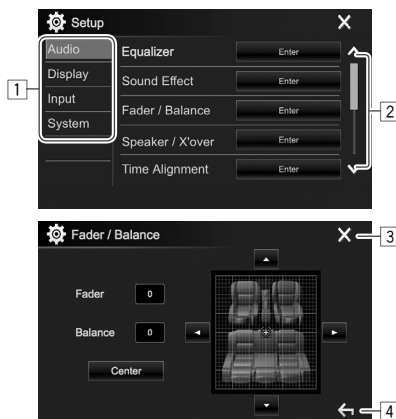 Setup
Audio
Display
Input
System
Equalizer Enter
Sound Effect Enter
Fader / Balance Enter
Speaker / X'over Enter
Time Alignment Enter
1
2
Fader / Balance
3
Fader 0
Balance 0
Center
4